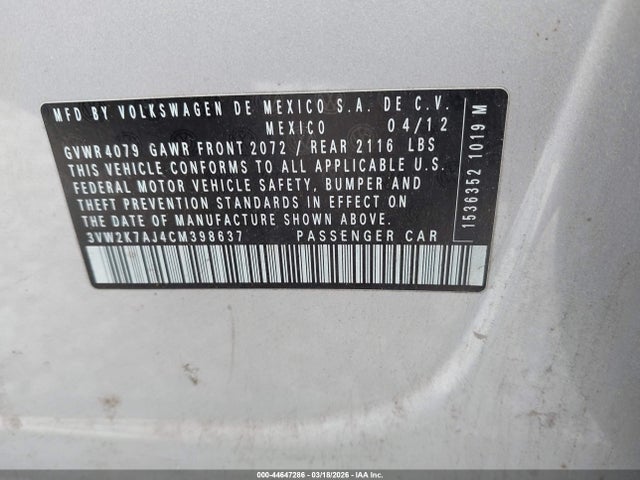 MFD BY VOLKSWAGEN DE MEXICO S.A. DE C.V.
MEXICO 04/12
GVWR 4079 GAWR FRONT 2072 / REAR 2116 LBS
THIS VEHICLE CONFORMS TO ALL APPLICABLE U.S.
FEDERAL MOTOR VEHICLE SAFETY, BUMPER AND
THEFT PREVENTION STANDARDS IN EFFECT ON
THE DATE OF MANUFACTURE SHOWN ABOVE.
3VW2K7AJ4CM398637 PASSENGER CAR
1536352 1019 M
000-44647286 - 03/18/2026 - IAA Inc.